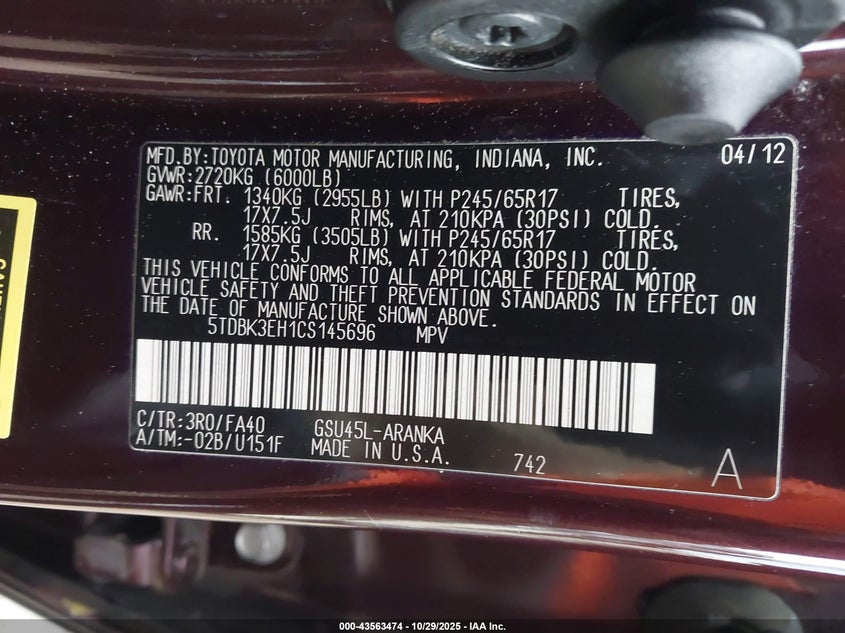 MFD.BY:TOYOTA MOTOR MANUFACTURING, INDIANA, INC. 04/12
GVWR:2720KG (6000LB)
GAWR:FRT. 1340KG (2955LB) WITH P245/65R17 TIRES,
17X7.5J RIMS, AT 210KPA (30PSI) COLD.
RR. 1585KG (3505LB) WITH P245/65R17 TIRES,
17X7.5J RIMS, AT 210KPA (30PSI) COLD.
THIS VEHICLE CONFORMS TO ALL APPLICABLE FEDERAL MOTOR
VEHICLE SAFETY AND THEFT PREVENTION STANDARDS IN EFFECT ON
THE DATE OF MANUFACTURE SHOWN ABOVE.
5TDBK3EH1CS145696 MPV
C/TR:3R0/FA40 GSU45L-ARANKA
A/TM:-02B/U151F MADE IN U.S.A. 742 A
000-43563474 - 10/29/2025 - IAA Inc.